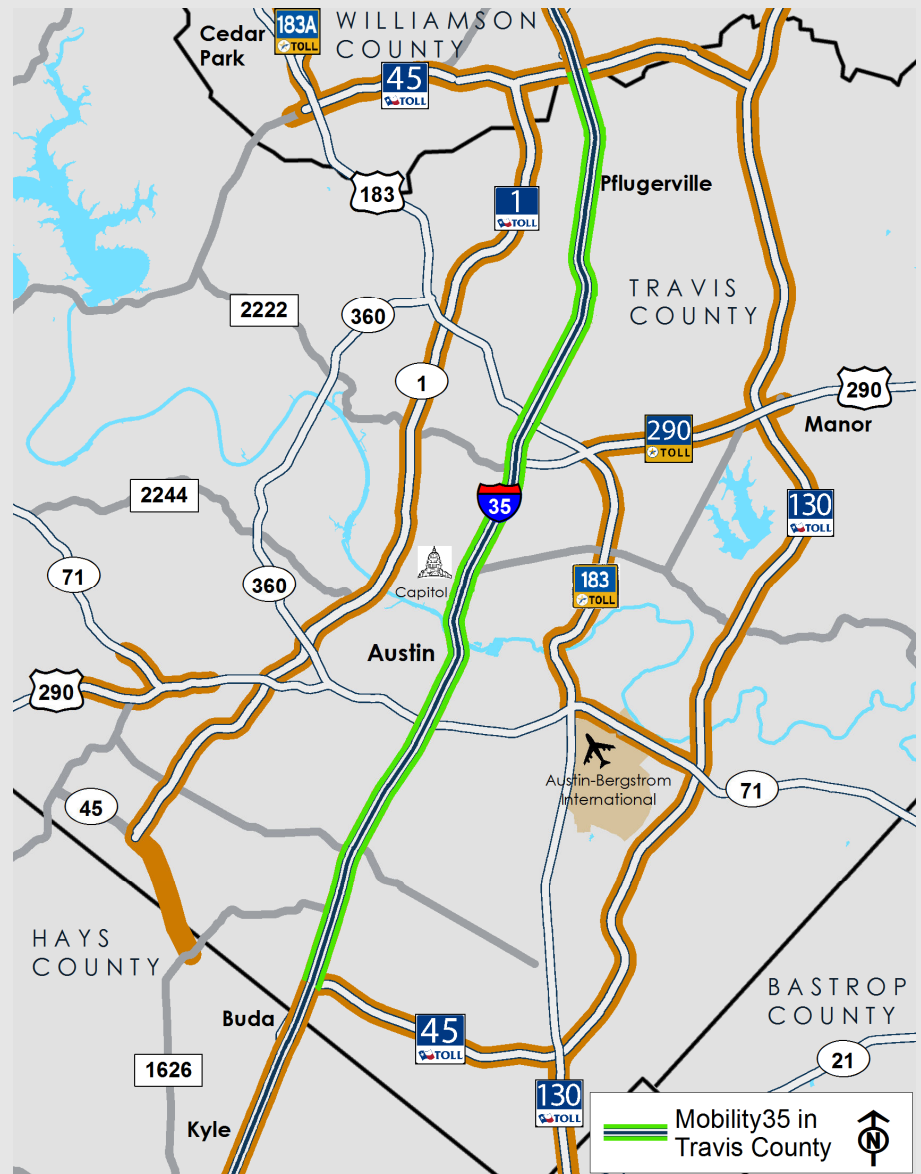 183A
TOLL
WILLIAMSON
COUNTY
Cedar
Park
45
TOLL
183
1
TOLL
Pflugerville
TRAVIS
COUNTY
2222
360
1
290
Manor
290
TOLL
2244
35
130
TOLL
71
360
Capitol
183
TOLL
Austin
290
Austin-Bergstrom
International
71
45
HAYS
COUNTY
BASTROP
COUNTY
Buda
45
TOLL
21
1626
130
TOLL
Kyle
Mobility35 in
Travis County
N